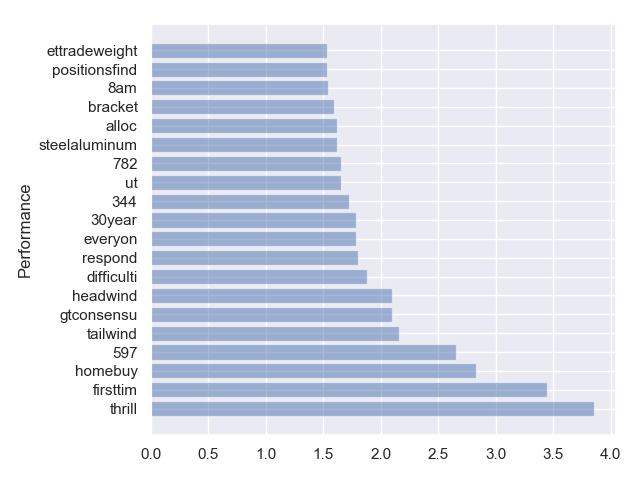 ettradeweight
positionsfind
8am
bracket
alloc
steelaluminum
782
ut
344
30year
everyon
respond
difficulti
headwind
gtconsensu
tailwind
597
homebuy
firsttim
thrill
Performance
0.0 0.5 1.0 1.5 2.0 2.5 3.0 3.5 4.0